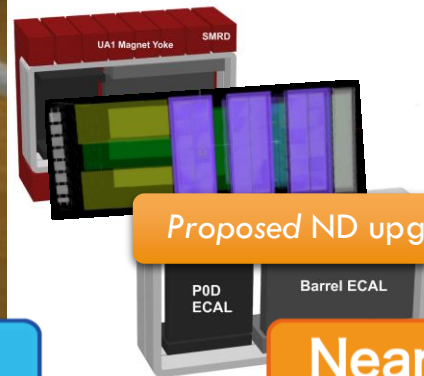 SMRD
UA1 Magnet Yoke
Proposed ND upg
P0D
ECAL
Barrel ECAL
Near